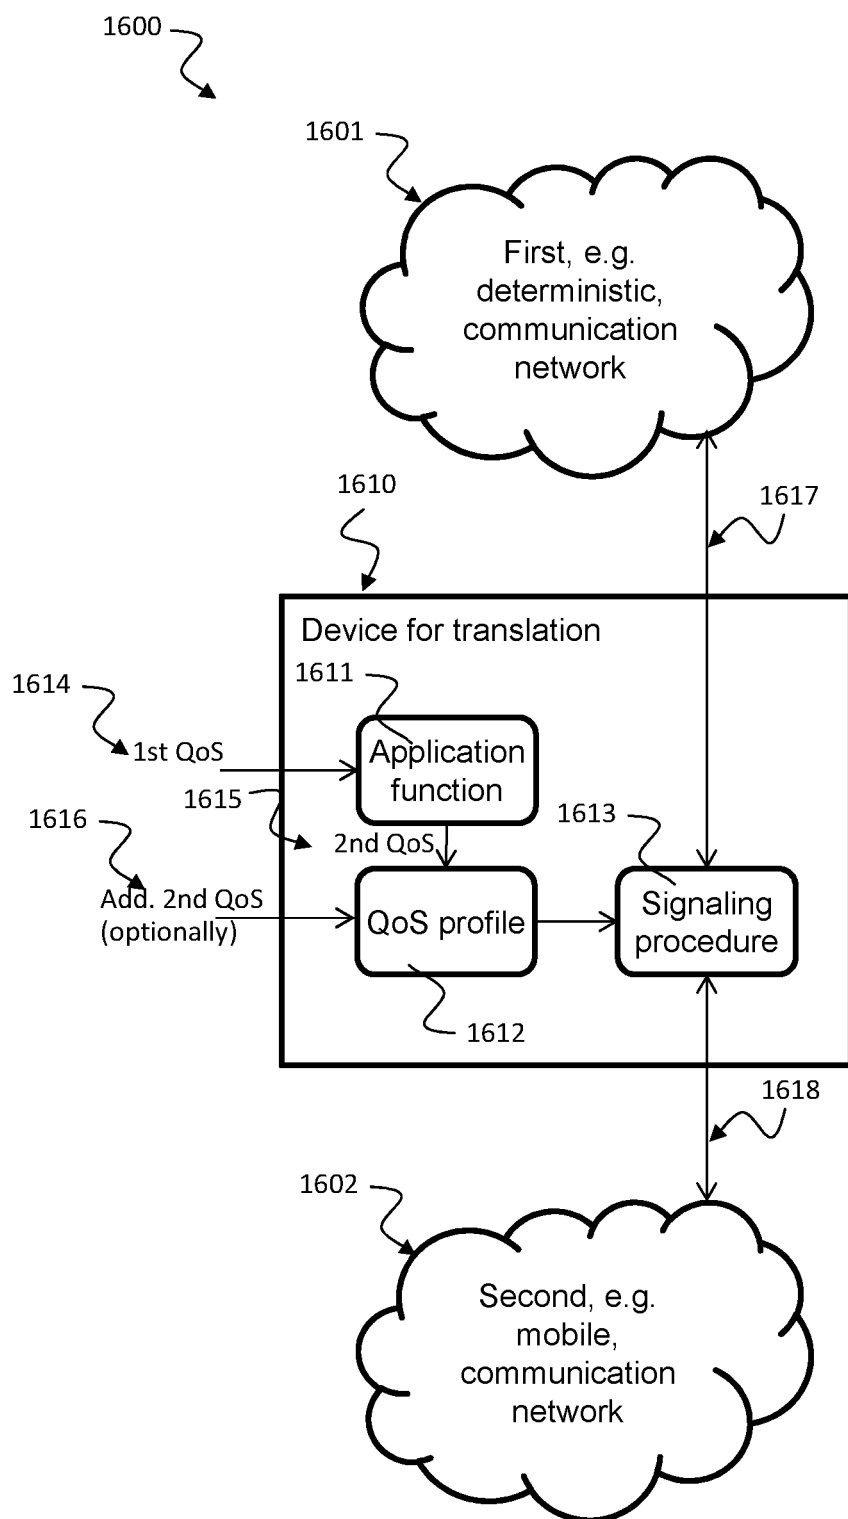 1600
1601
First, e.g.
deterministic,
communication
network
1610
1617
Device for translation
1614
1611
1st QoS
Application
function
1615
1616
1613
2nd QoS
Add. 2nd QoS
(optionally)
QoS profile
Signaling
procedure
1612
1618
1602
Second, e.g.
mobile,
communication
network